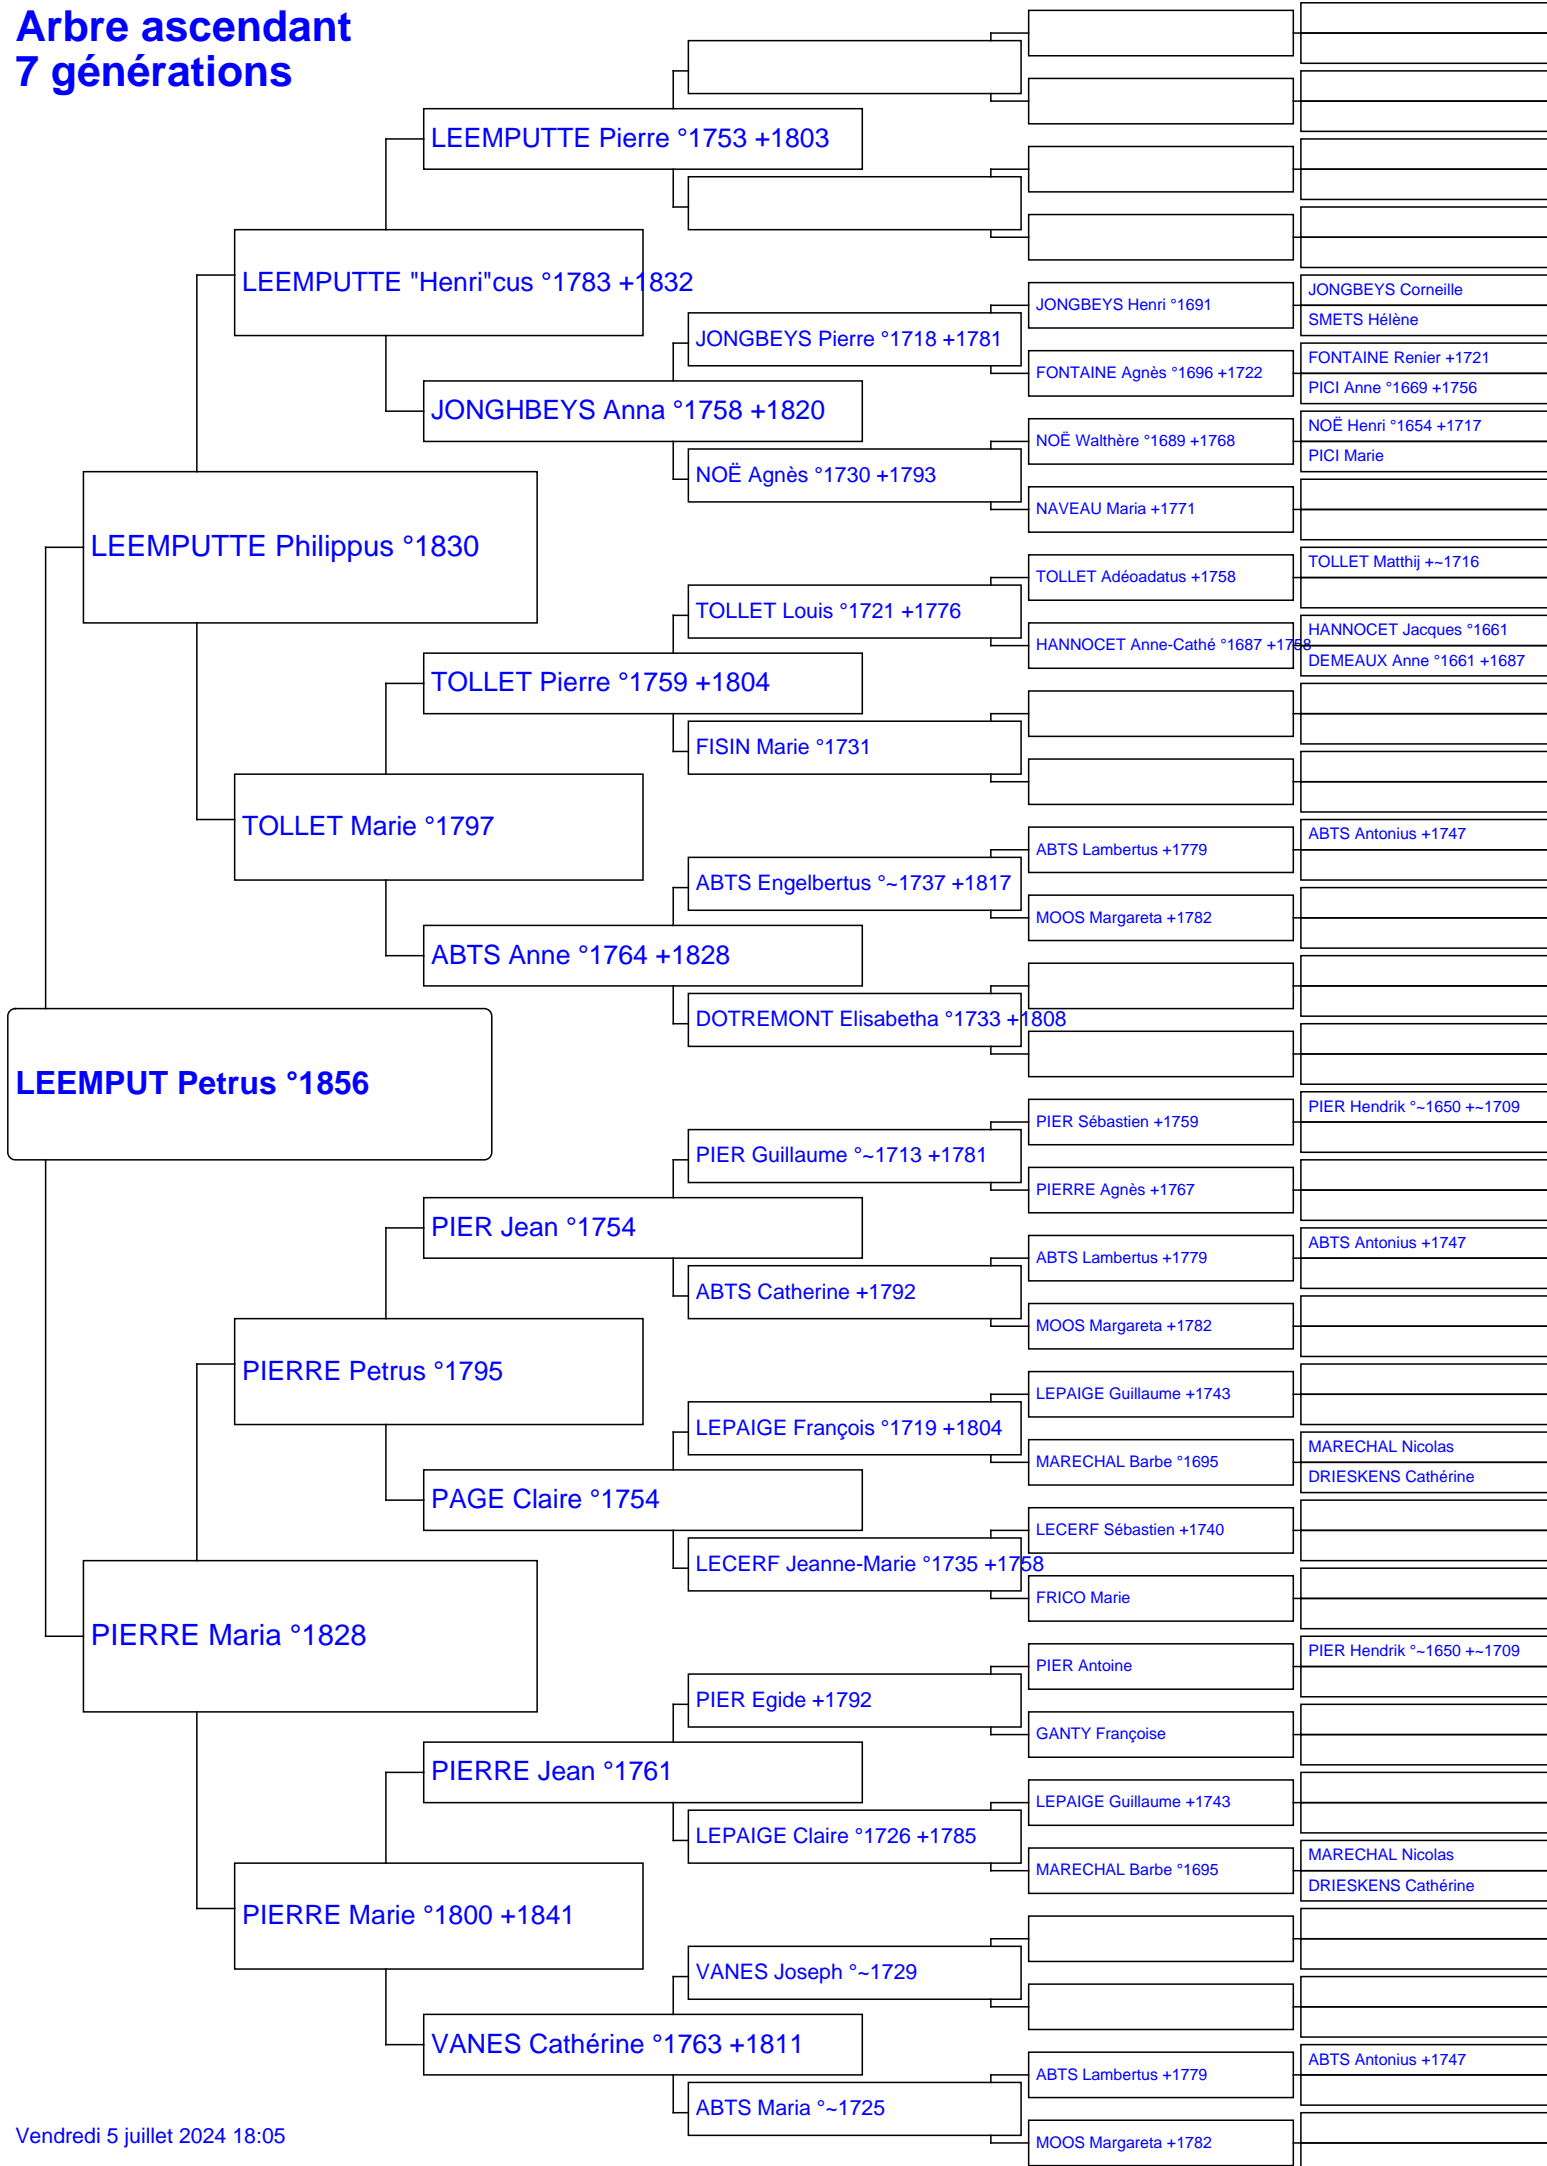 Arbre ascendant
7 générations
LEEMPUTTE Pierre °1753 +1803
LEEMPUTTE "Henri"cus °1783 +1832
JONGBEYS Henri °1691
JONGBEYS Corneille
SMETS Hélène
JONGBEYS Pierre °1718 +1781
FONTAINE Agnès °1696 +1722
FONTAINE Renier +1721
PICI Anne °1669 +1756
JONGHBEYS Anna °1758 +1820
NOË Walthère °1689 +1768
NOË Henri °1654 +1717
PICI Marie
NOË Agnès °1730 +1793
NAVEAU Maria +1771
LEEMPUTTE Philippus °1830
TOLLET Adéoadatus +1758
TOLLET Matthij +~1716
TOLLET Louis °1721 +1776
HANNOCET Anne-Cathé °1687 +1758
HANNOCET Jacques °1661
DEMEAUX Anne °1661 +1687
TOLLET Pierre °1759 +1804
FISIN Marie °1731
TOLLET Marie °1797
ABTS Lambertus +1779
ABTS Antonius +1747
ABTS Engelbertus °~1737 +1817
MOOS Margareta +1782
ABTS Anne °1764 +1828
DOTREMONT Elisabetha °1733 +1808
LEEMPUT Petrus °1856
PIER Sébastien +1759
PIER Hendrik °~1650 +~1709
PIER Guillaume °~1713 +1781
PIERRE Agnès +1767
PIER Jean °1754
ABTS Lambertus +1779
ABTS Antonius +1747
ABTS Catherine +1792
MOOS Margareta +1782
PIERRE Petrus °1795
LEPAIGE Guillaume +1743
LEPAIGE François °1719 +1804
MARECHAL Barbe °1695
MARECHAL Nicolas
DRIESKENS Cathérine
PAGE Claire °1754
LECERF Sébastien +1740
LECERF Jeanne-Marie °1735 +1758
FRICO Marie
PIERRE Maria °1828
PIER Antoine
PIER Hendrik °~1650 +~1709
PIER Egide +1792
GANTY Françoise
PIERRE Jean °1761
LEPAIGE Guillaume +1743
LEPAIGE Claire °1726 +1785
MARECHAL Barbe °1695
MARECHAL Nicolas
DRIESKENS Cathérine
PIERRE Marie °1800 +1841
VANES Joseph °~1729
VANES Cathérine °1763 +1811
ABTS Lambertus +1779
ABTS Antonius +1747
ABTS Maria °~1725
MOOS Margareta +1782
Vendredi 5 juillet 2024 18:05